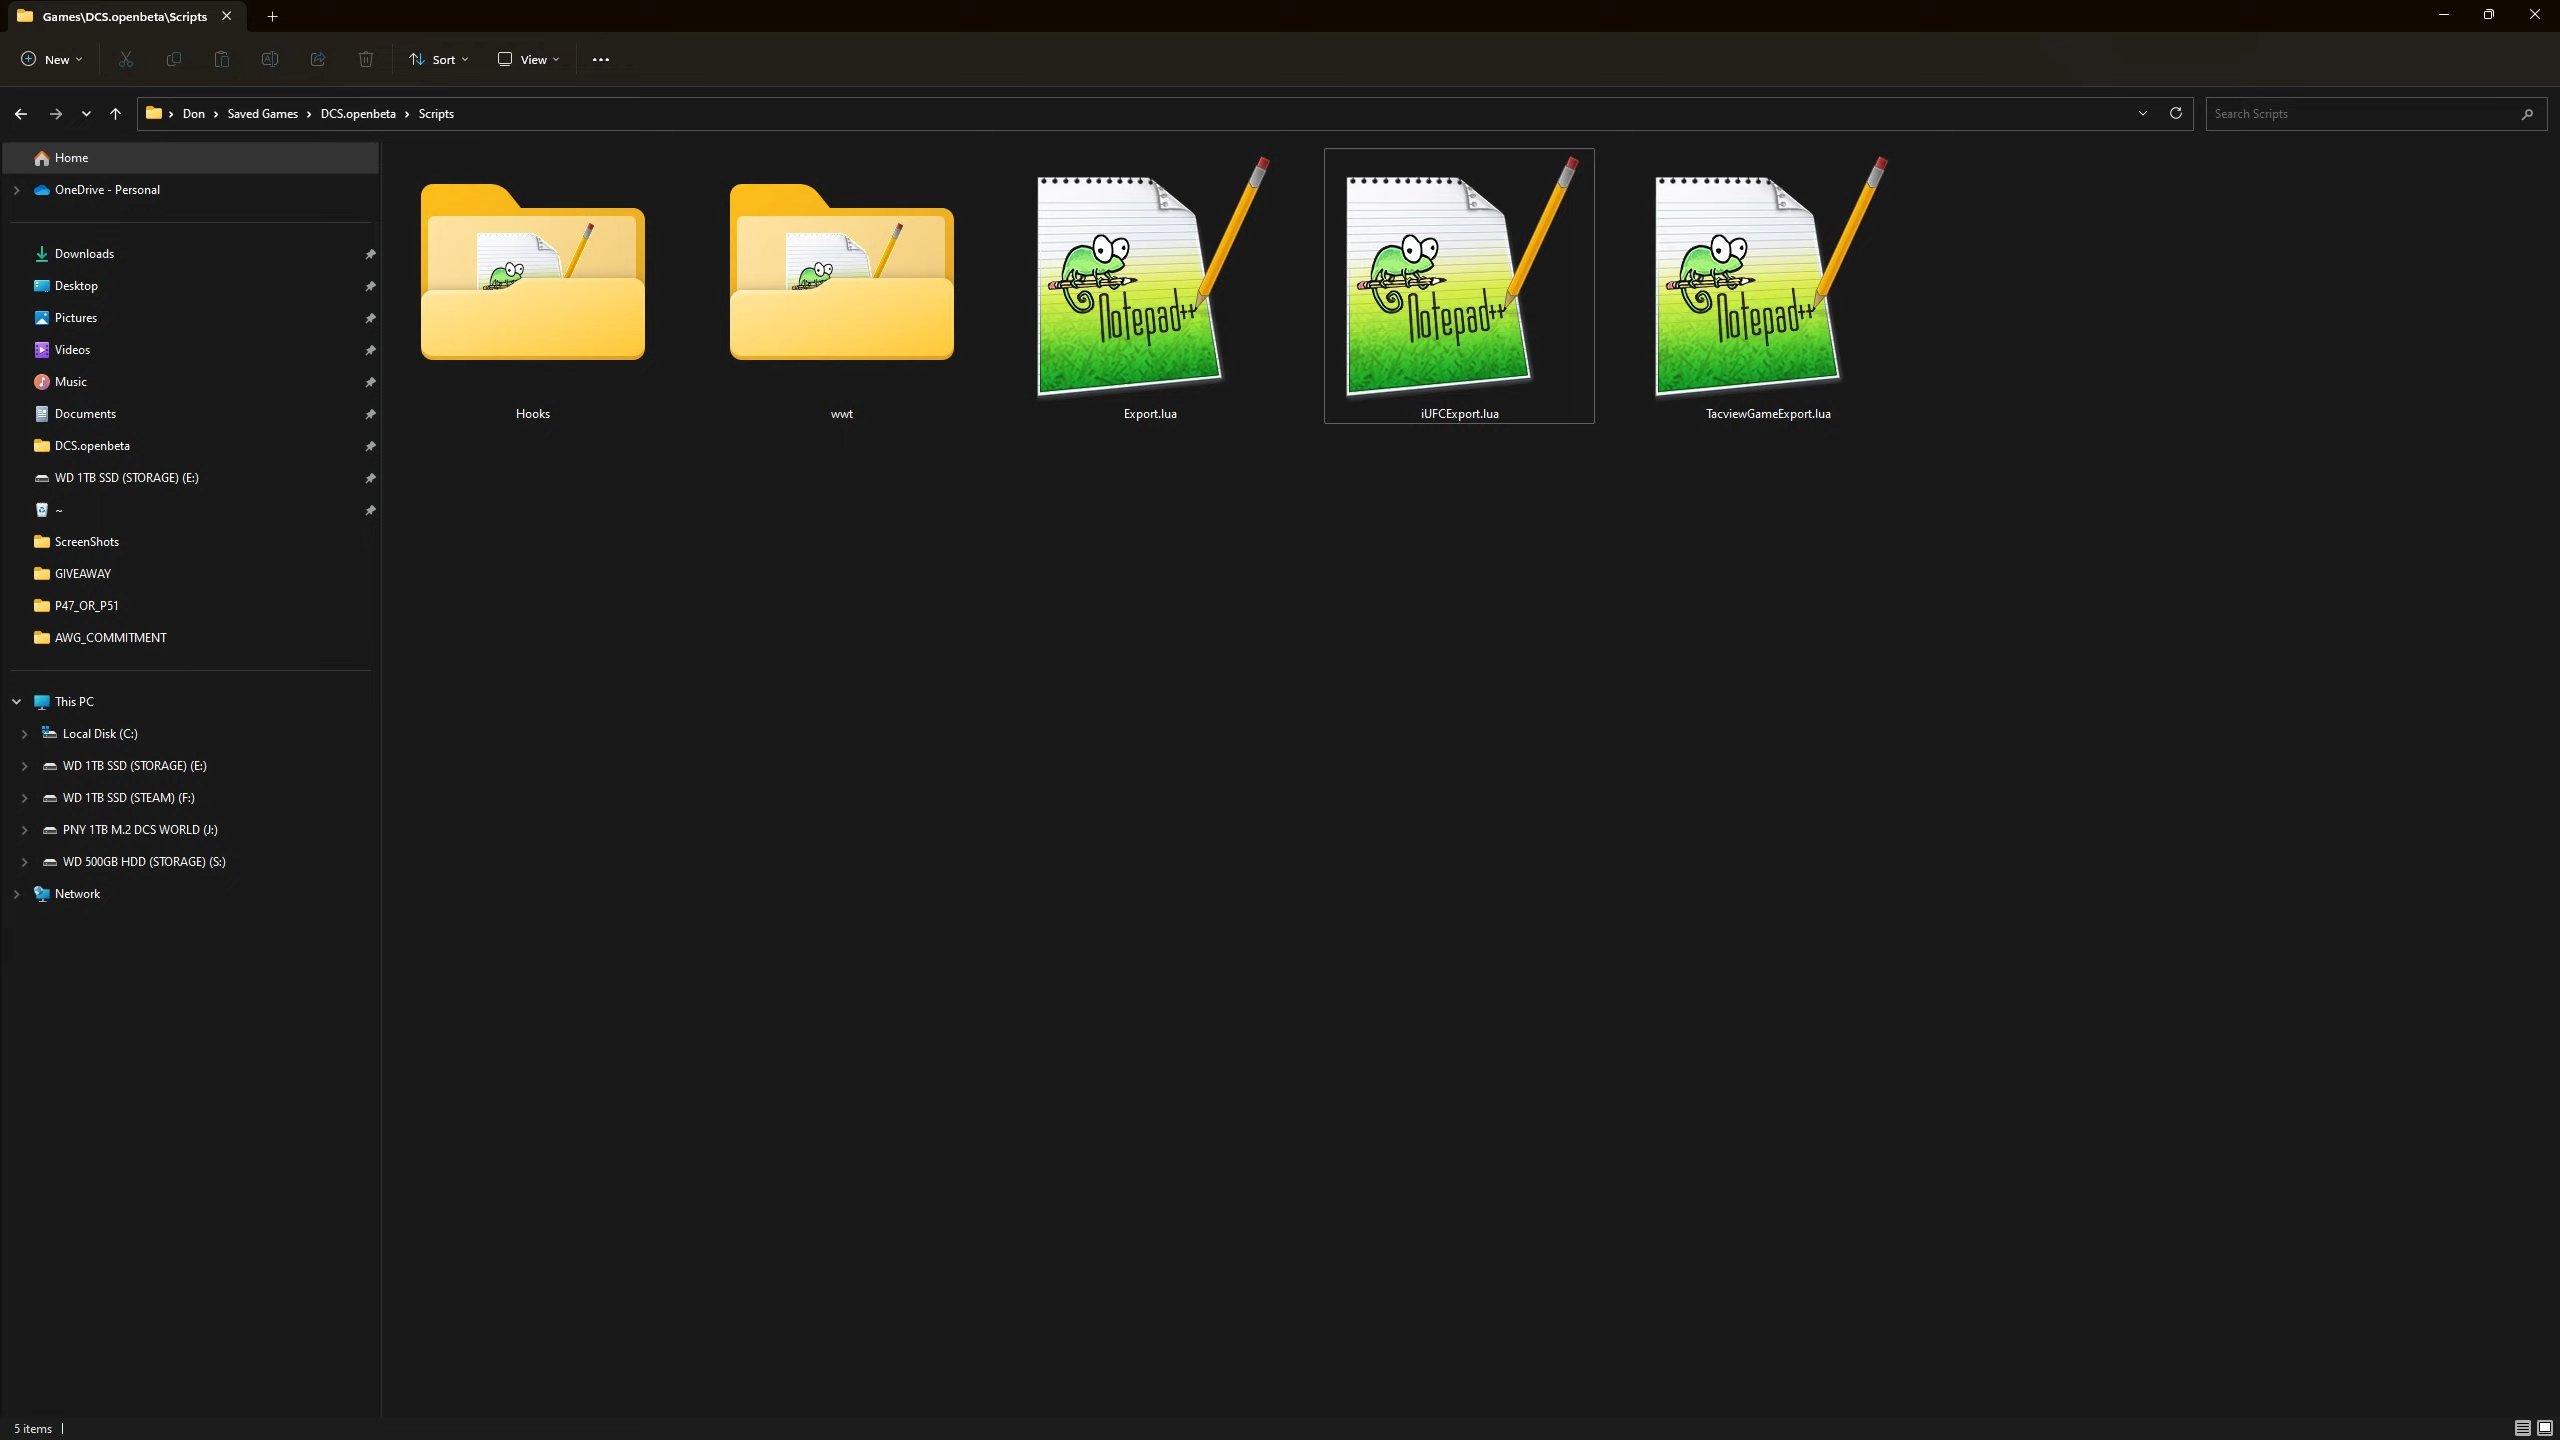 Games\DCS.openbeta\Scripts
New
Sort
View
Don
Saved Games
DCS.openbeta
Scripts
Search Scripts
Home
OneDrive - Personal
Downloads
Desktop
Pictures
Videos
Music
Documents
DCS.openbeta
WD 1TB SSD (STORAGE) (E:)
~
ScreenShots
GIVEAWAY
P47_OR_P51
AWG_COMMITMENT
This PC
Local Disk (C:)
WD 1TB SSD (STORAGE) (E:)
WD 1TB SSD (STEAM) (F:)
PNY 1TB M.2 DCS WORLD (J:)
WD 500GB HDD (STORAGE) (S:)
Network
Notepad++
Notepad++
Notepad++
Hooks
wwt
Export.lua
iUFCExport.lua
TacviewGameExport.lua
5 items